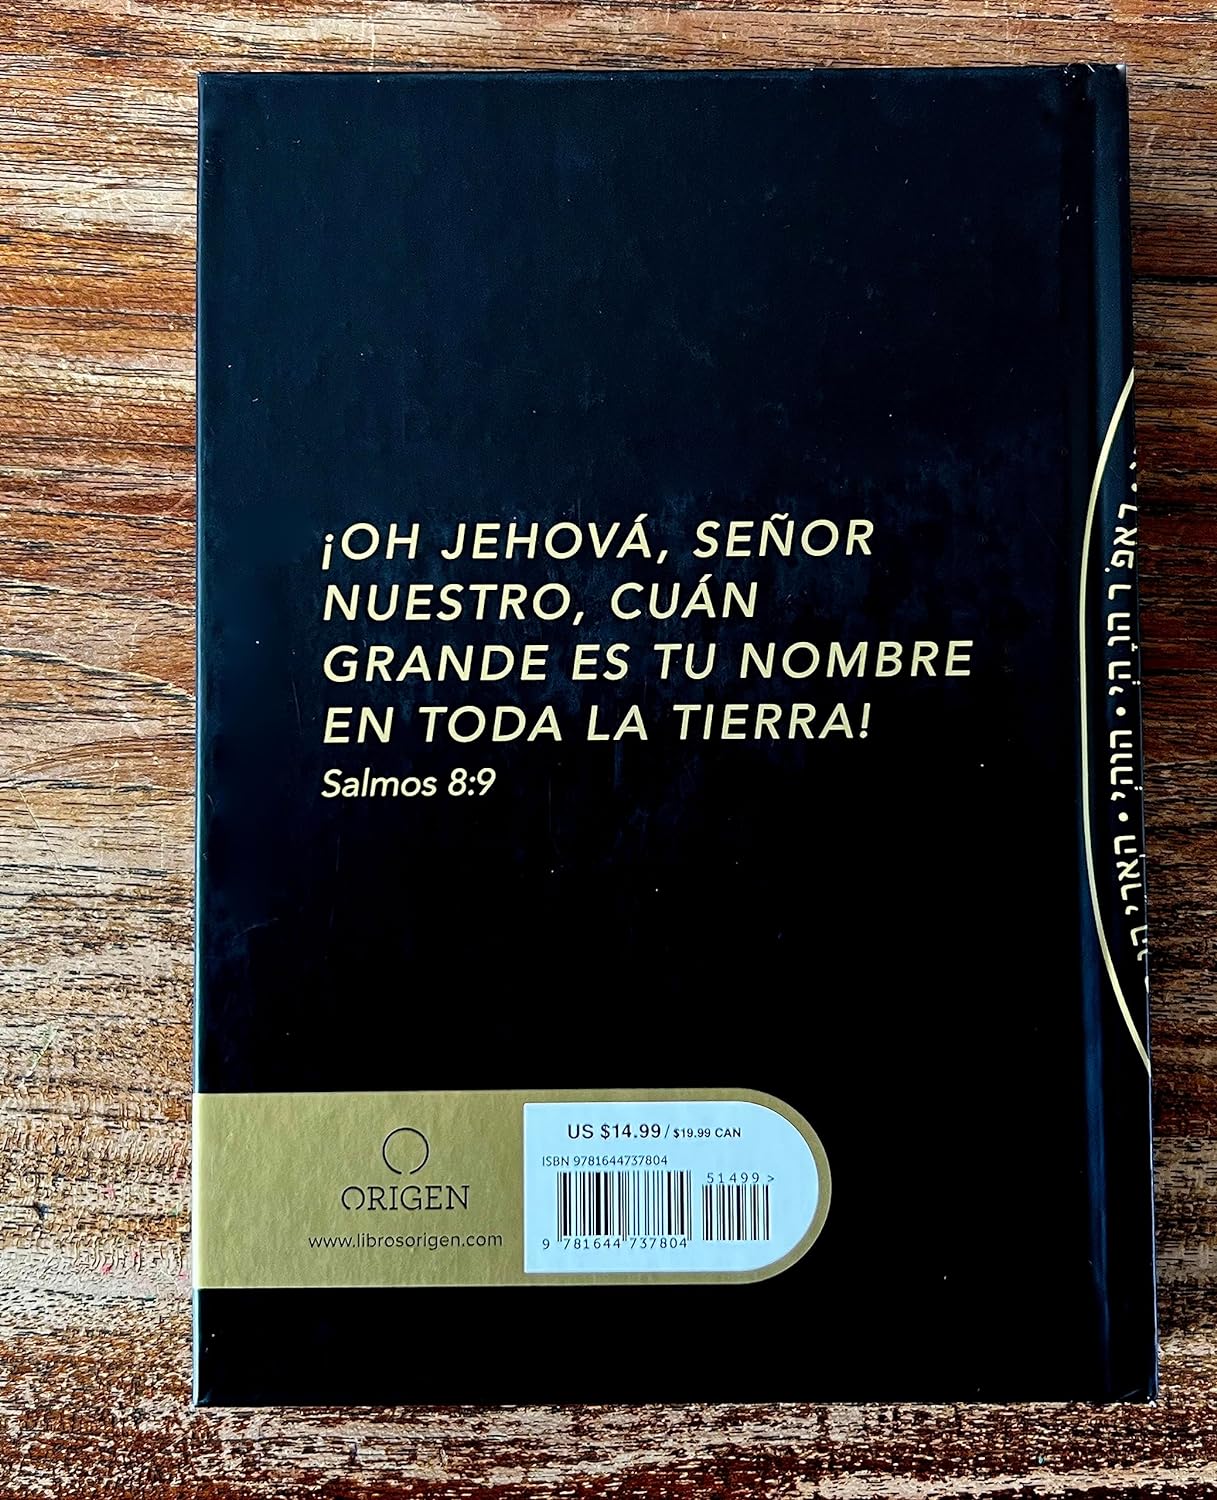 ¡OH JEHOVÁ, SEÑOR
NUESTRO, CUÁN
GRANDE ES TU NOMBRE
EN TODA LA TIERRA!
Salmos 8:9
ORIGEN
www.librosorigen.com
US $14.99 / $19.99 CAN
ISBN 9781644737804
51499 >
9 781644 737804